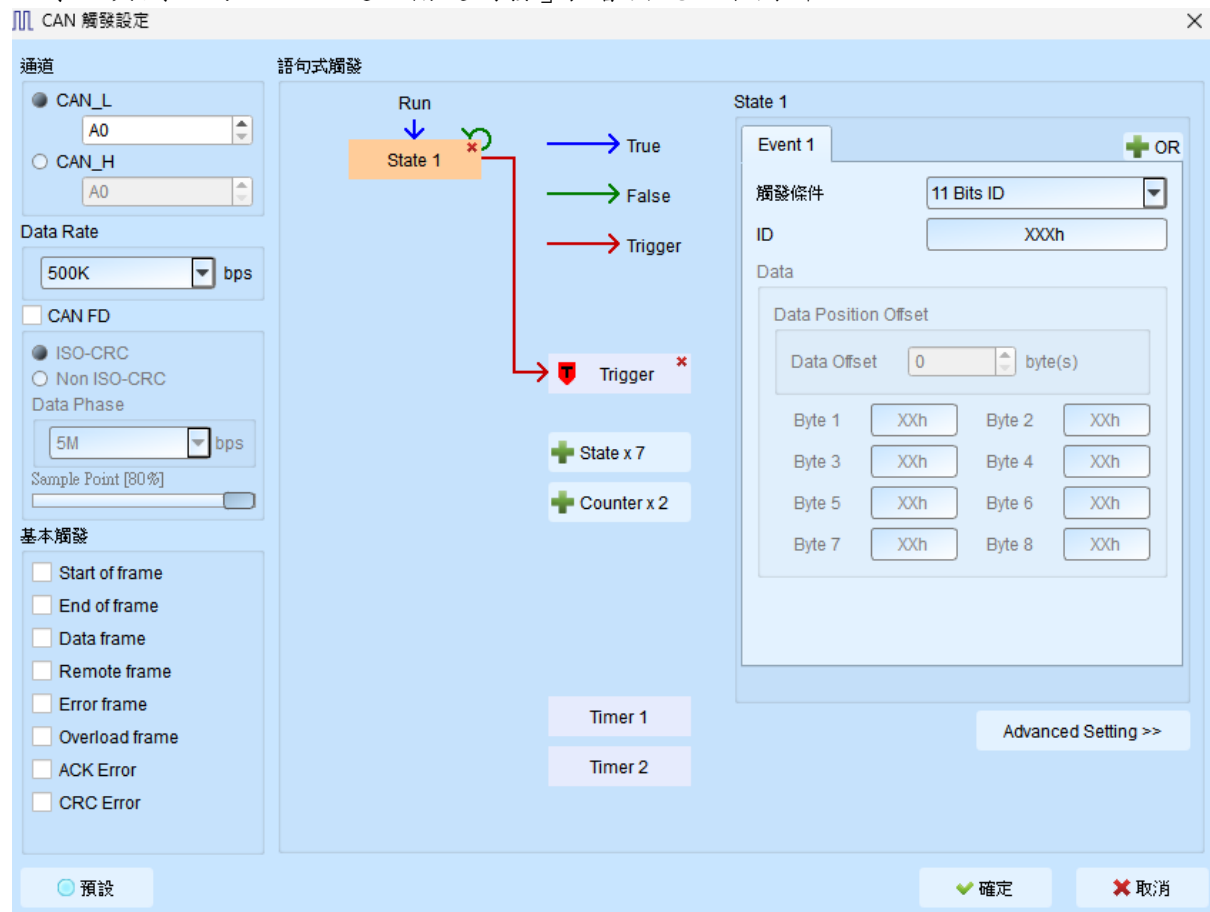 CAN 觸發設定
通道
CAN_L
A0
CAN_H
A0
Data Rate
500K bps
CAN FD
ISO-CRC
Non ISO-CRC
Data Phase
5M bps
Sample Point [80%]
基本觸發
Start of frame
End of frame
Data frame
Remote frame
Error frame
Overload frame
ACK Error
CRC Error
預設
語句式觸發
Run
State 1
True
False
Trigger
T Trigger
State x 7
Counter x 2
Timer 1
Timer 2
State 1
Event 1 OR
觸發條件 11 Bits ID
ID XXXh
Data
Data Position Offset
Data Offset 0 byte(s)
Byte 1 XXh Byte 2 XXh
Byte 3 XXh Byte 4 XXh
Byte 5 XXh Byte 6 XXh
Byte 7 XXh Byte 8 XXh
Advanced Setting >>
確定 取消